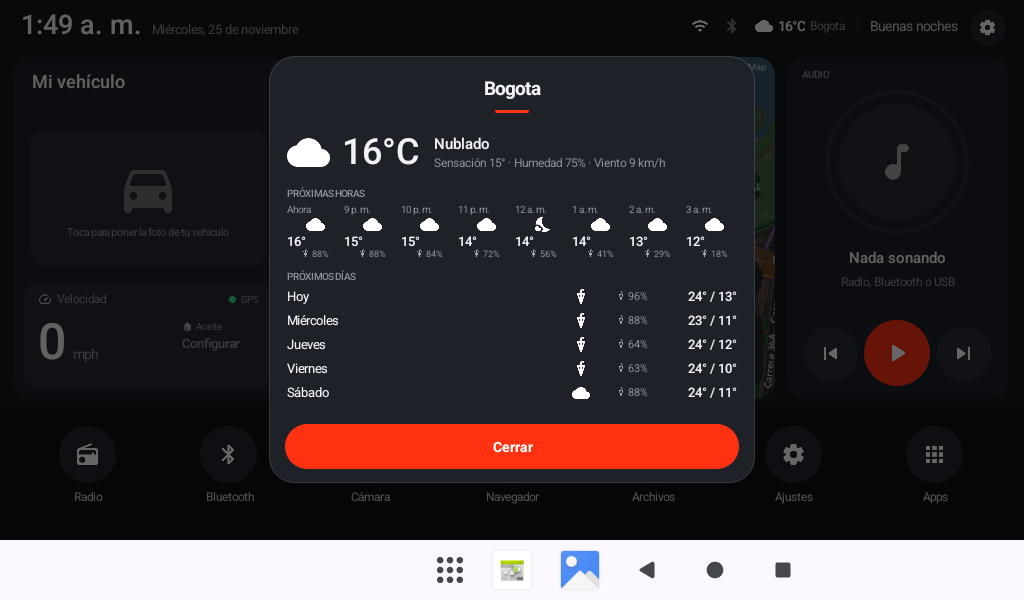 1:49 a. m. Miércoles, 25 de noviembre
16°C Bogota Buenas noches
Mi vehículo
Map
AUDIO
Bogota
16°C
Nublado
Sensación 15° · Humedad 75% · Viento 9 km/h
PRÓXIMAS HORAS
Ahora 9 p. m. 10 p. m. 11 p. m. 12 a. m. 1 a. m. 2 a. m. 3 a. m.
16° 15° 15° 14° 14° 14° 13° 12°
88% 88% 84% 72% 56% 41% 29% 18%
PRÓXIMOS DÍAS
Hoy 96% 24° / 13°
Miércoles 88% 23° / 11°
Jueves 64% 24° / 12°
Viernes 63% 24° / 10°
Sábado 88% 24° / 11°
Cerrar
Toca para poner la foto de tu vehículo
Velocidad GPS
0 mph
Aceite
Configurar
Carrera 36A
Nada sonando
Radio, Bluetooth o USB
Radio Bluetooth Cámara Navegador Archivos Ajustes Apps